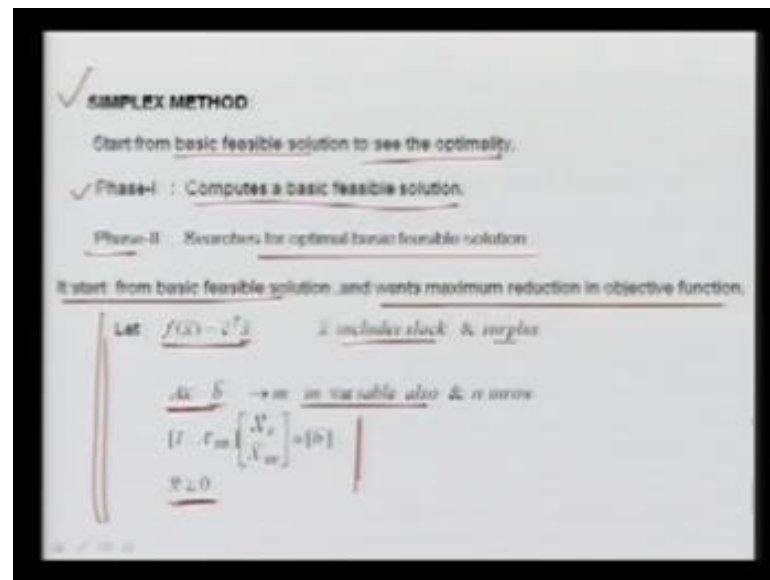 SIMPLEX METHOD
Start from basic feasible solution to see the optimality.
Phase-I : Computes a basic feasible solution.
Phase-II Searches for optimal basic feasible solution
It start from basic feasible solution and wants maximum reduction in objective function.
Let f(x̄) = c̄ᵀx̄ x̄ includes slack & surplus
b̄ → m variable also &
= [b]
≥ 0